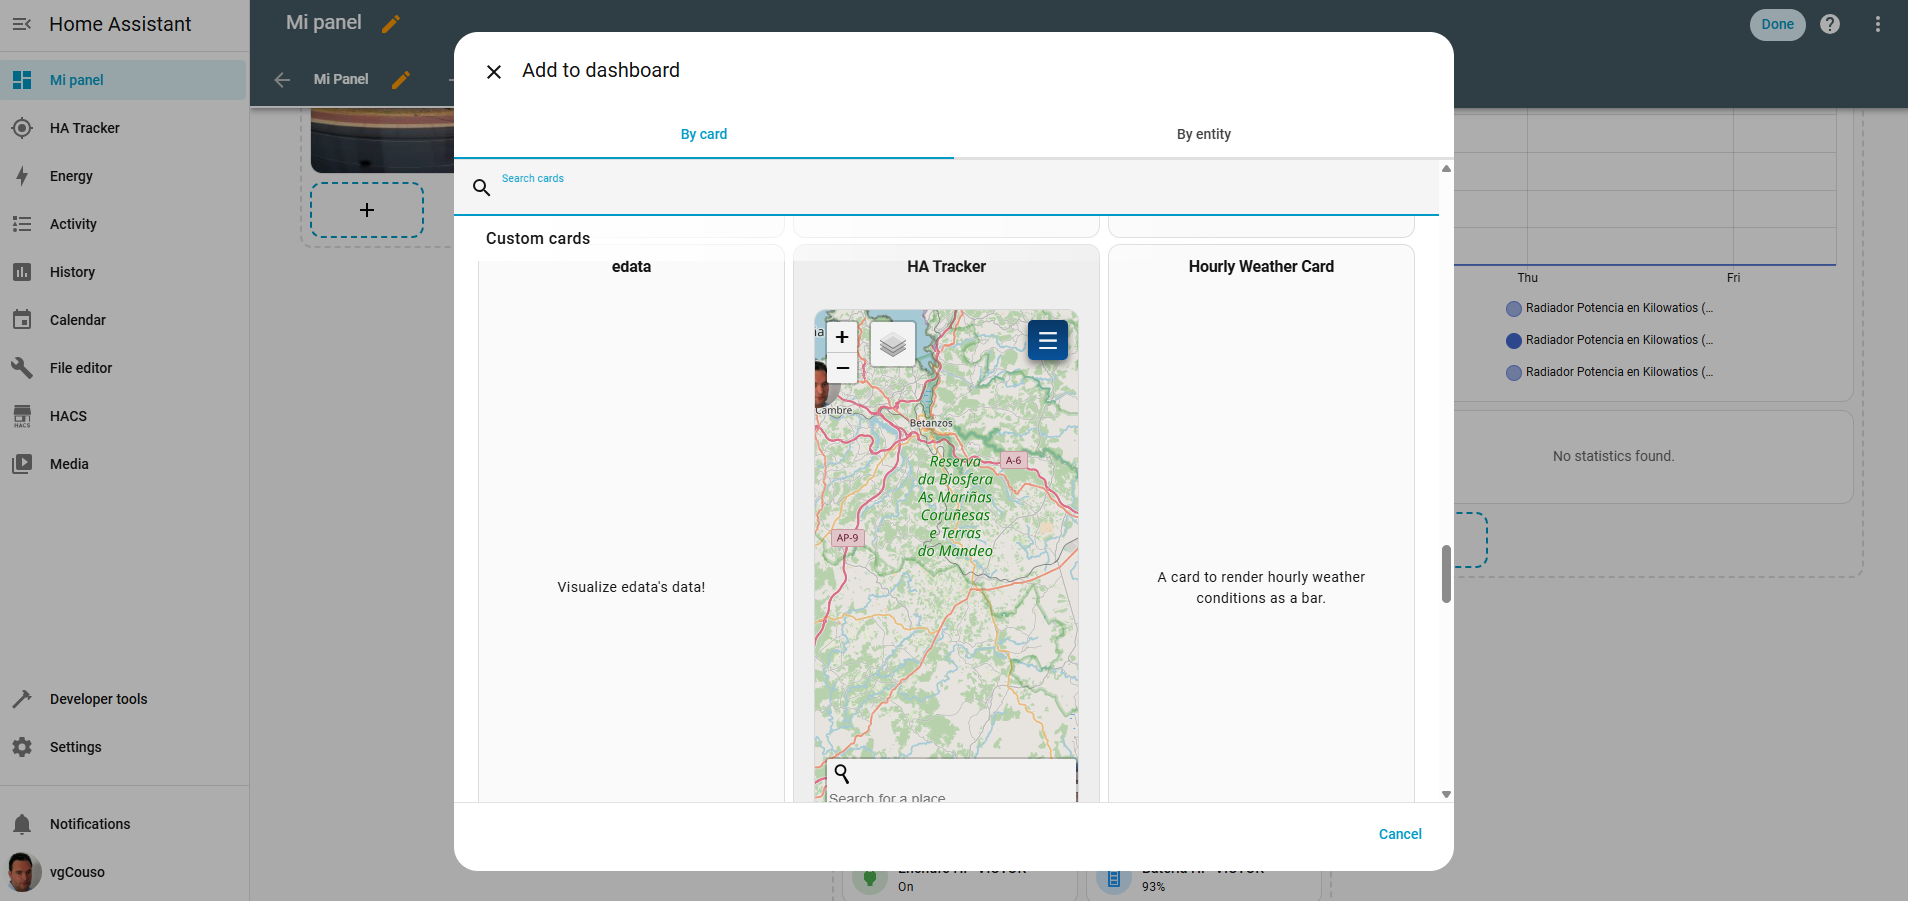 Home Assistant
Mi panel
HA Tracker
Energy
Activity
History
Calendar
File editor
HACS
HACS
Media
Developer tools
Settings
Notifications
vgCouso
Mi panel
Done
Mi Panel
Add to dashboard
By card
By entity
Search cards
Custom cards
edata
Visualize edata's data!
HA Tracker
+
−
Cambre
Betanzos
A-6
Reserva
da Biosfera
As Mariñas
Coruñesas
e Terras
do Mandeo
AP-9
Search for a place
Hourly Weather Card
A card to render hourly weather
conditions as a bar.
Cancel
Thu
Fri
Radiador Potencia en Kilowatios (…
Radiador Potencia en Kilowatios (…
Radiador Potencia en Kilowatios (…
No statistics found.
On
93%